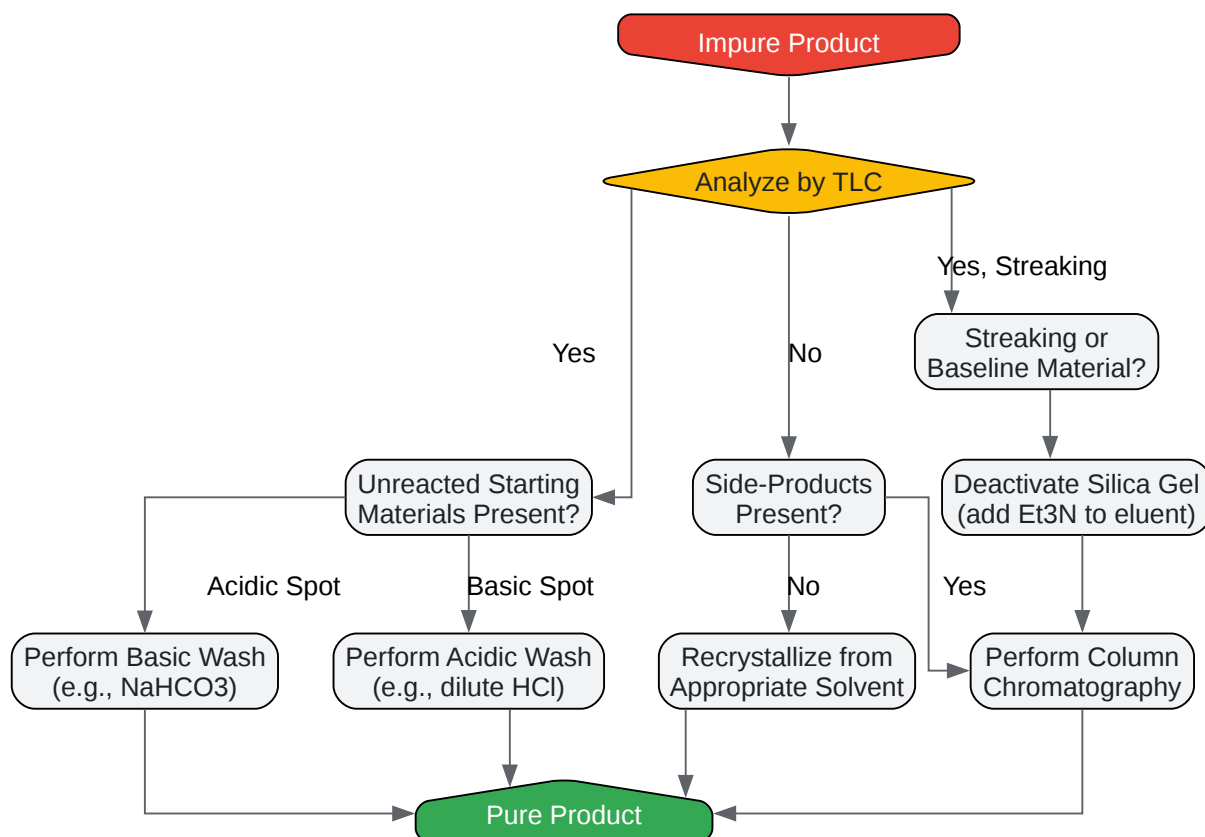 Impure Product
Analyze by TLC
Yes, Streaking
Yes
No
Streaking or
Baseline Material?
Unreacted Starting
Materials Present?
Side-Products
Present?
Deactivate Silica Gel
(add Et3N to eluent)
Acidic Spot
Basic Spot
No
Yes
Perform Basic Wash
(e.g., NaHCO3)
Perform Acidic Wash
(e.g., dilute HCl)
Recrystallize from
Appropriate Solvent
Perform Column
Chromatography
Pure Product